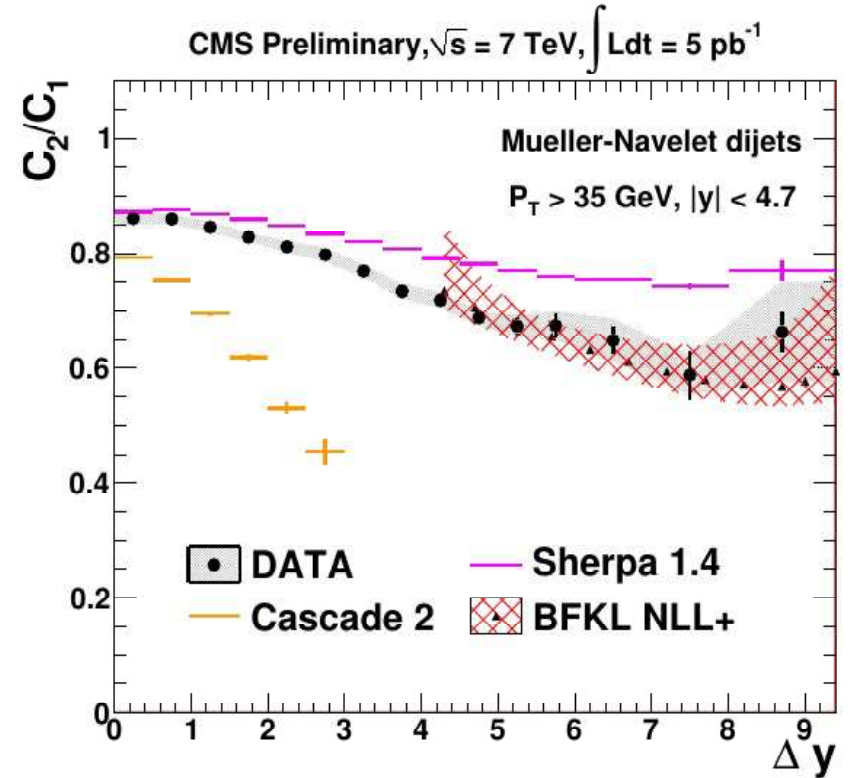 CMS Preliminary,√s = 7 TeV,∫Ldt = 5 pb⁻¹
C₂/C₁
Mueller-Navelet dijets
P_T > 35 GeV, |y| < 4.7
1
0.8
0.6
0.4
0.2
0
DATA
Sherpa 1.4
Cascade 2
BFKL NLL+
0 1 2 3 4 5 6 7 8 9
Δ y